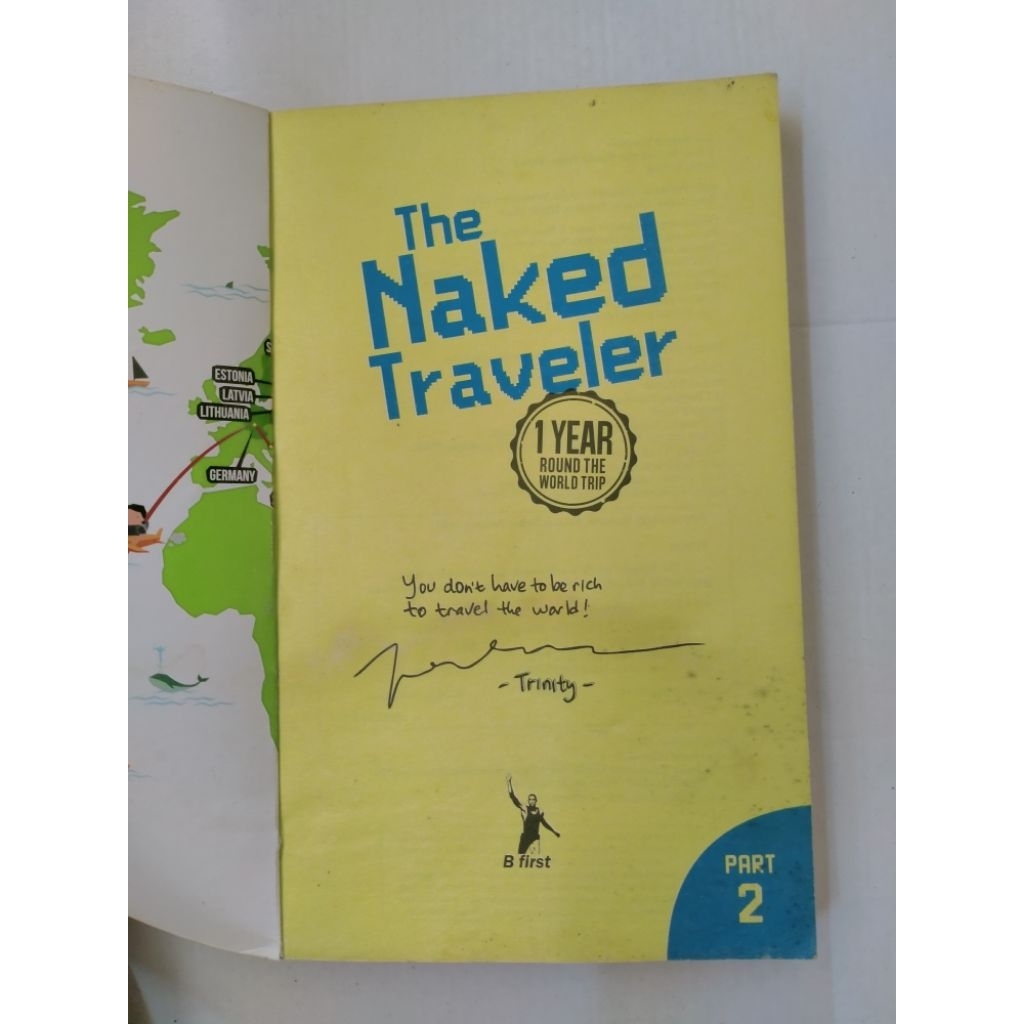 ESTONIA
LATVIA
LITHUANIA
GERMANY
The
Naked
Traveler
1 YEAR
ROUND THE
WORLD TRIP
You don't have to be rich
to travel the world!
- Trinity -
B first
PART
2